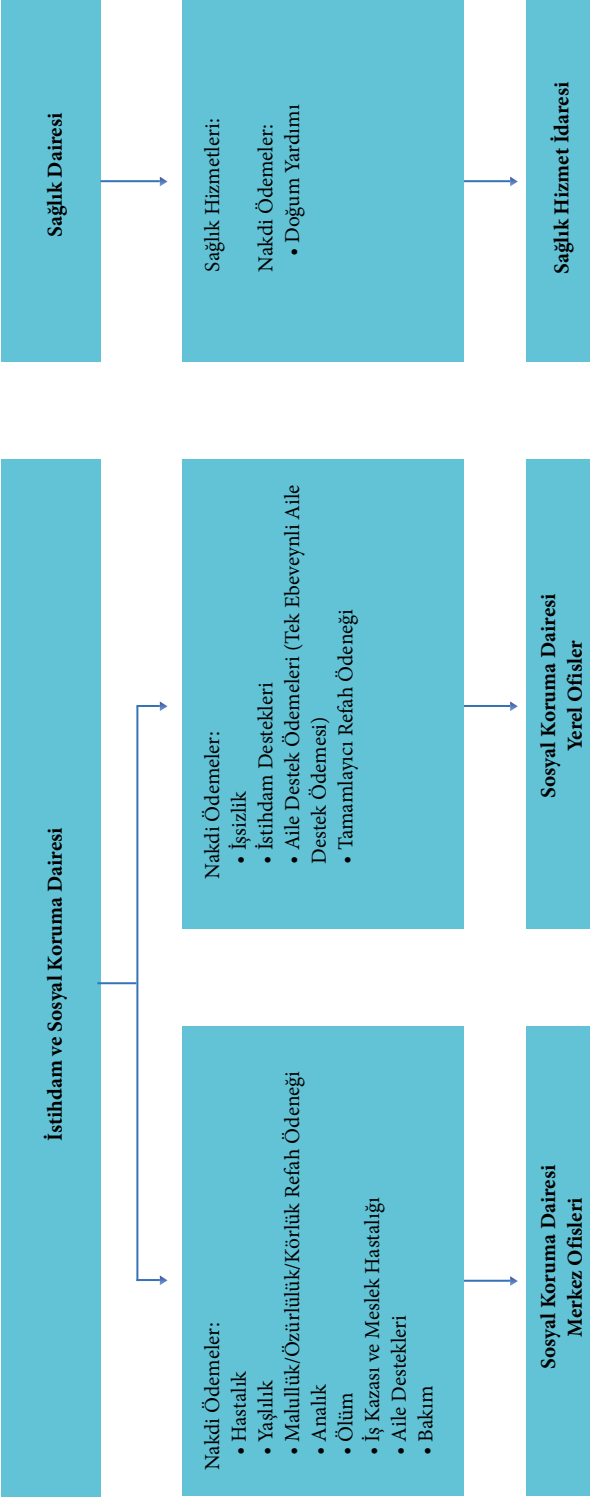 İstihdam ve Sosyal Koruma Dairesi
Sağlık Dairesi
Nakdi Ödemeler:
• Hastalık
• Yaşlılık
• Malullük/Özürlülük/Körlük Refah Ödeneği
• Analık
• Ölüm
• İş Kazası ve Meslek Hastalığı
• Aile Destekleri
• Bakım
Nakdi Ödemeler:
• İşsizlik
• İstihdam Destekleri
• Aile Destek Ödemeleri (Tek Ebeveynli Aile
Destek Ödemesi)
• Tamamlayıcı Refah Ödeneği
Sağlık Hizmetleri:
Nakdi Ödemeler:
• Doğum Yardımı
Sosyal Koruma Dairesi
Merkez Ofisleri
Sosyal Koruma Dairesi
Yerel Ofisler
Sağlık Hizmet İdaresi